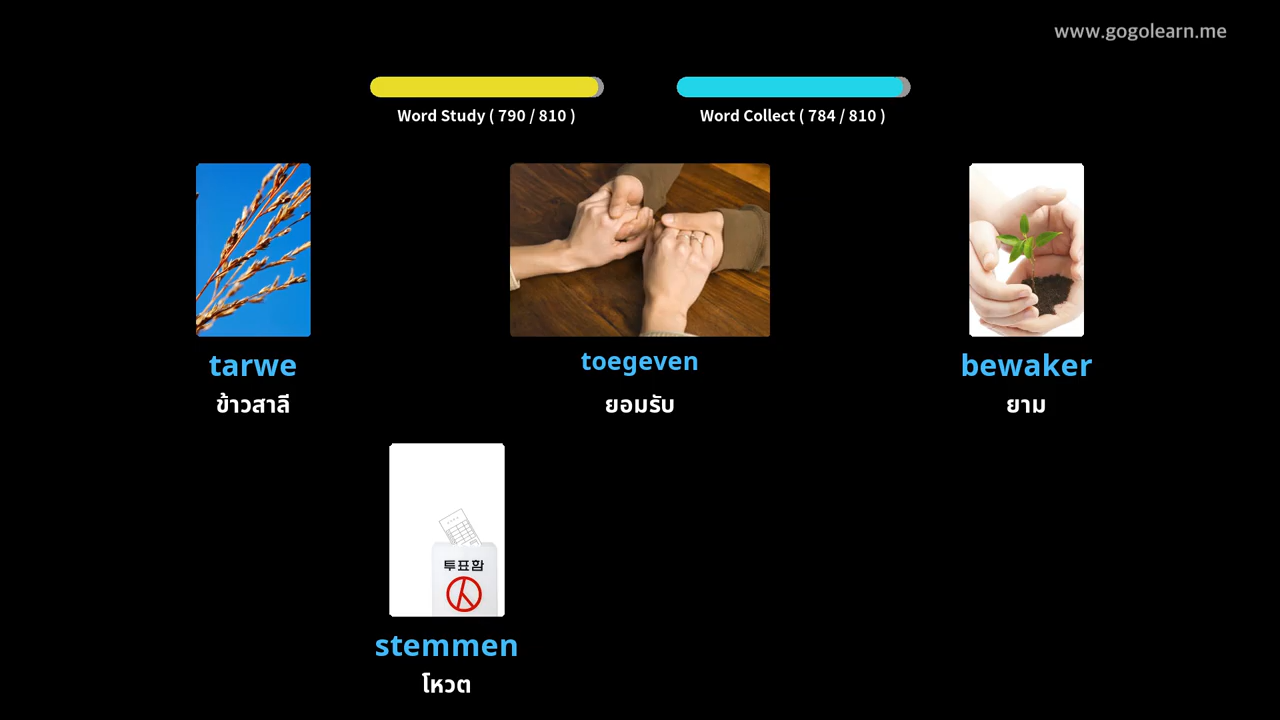 www.gogolearn.me
Word Study ( 790 / 810 )
Word Collect ( 784 / 810 )
tarwe
ข้าวสาลี
toegeven
ยอมรับ
bewaker
ยาม
투표함
stemmen
โหวต